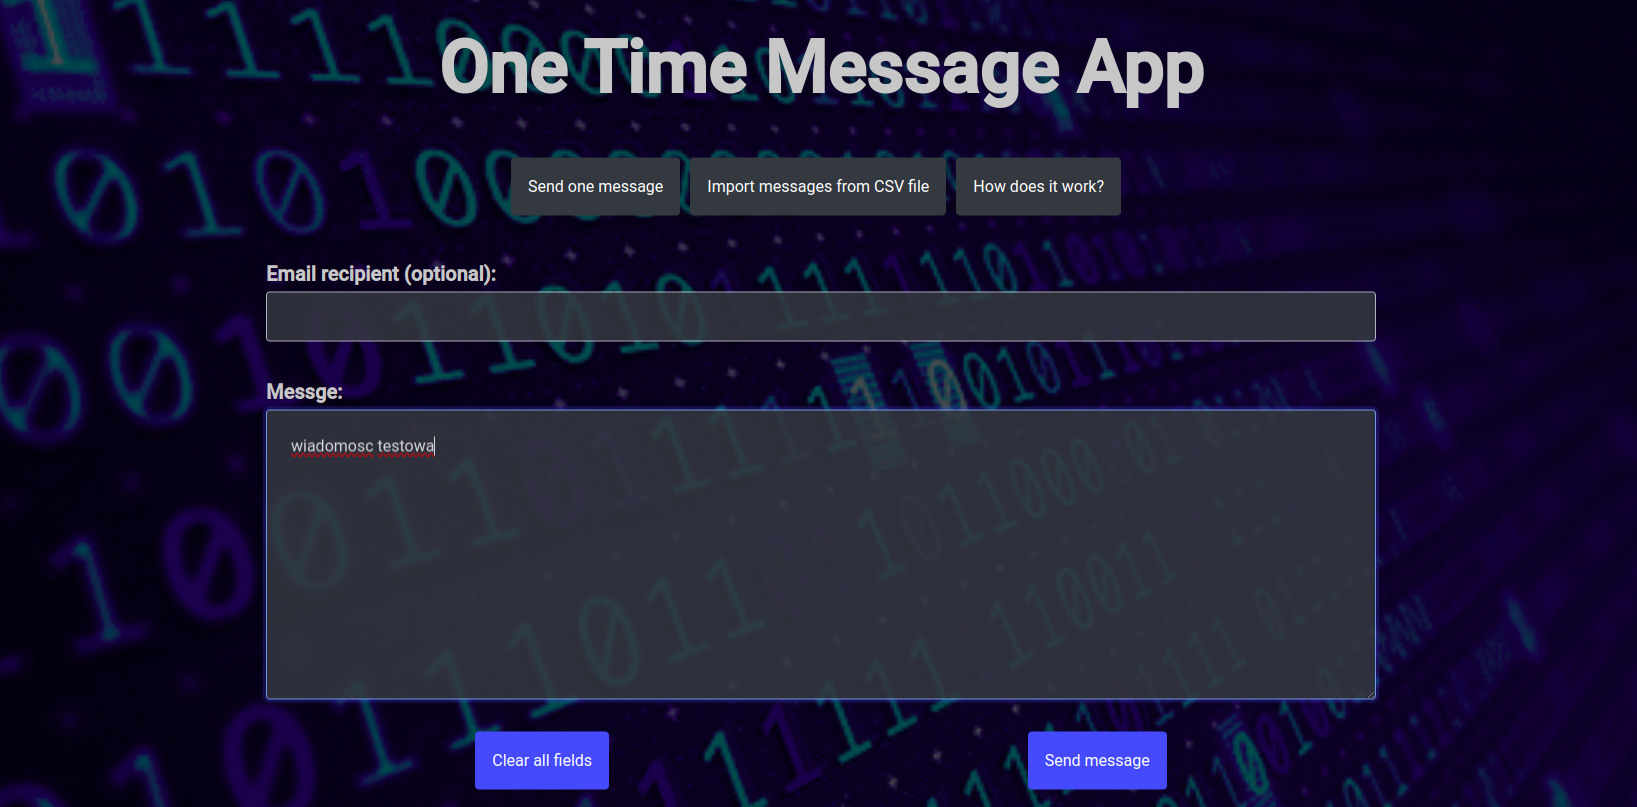 One Time Message App
Send one message
Import messages from CSV file
How does it work?
Email recipient (optional):
Messge:
wiadomosc testowa
Clear all fields
Send message